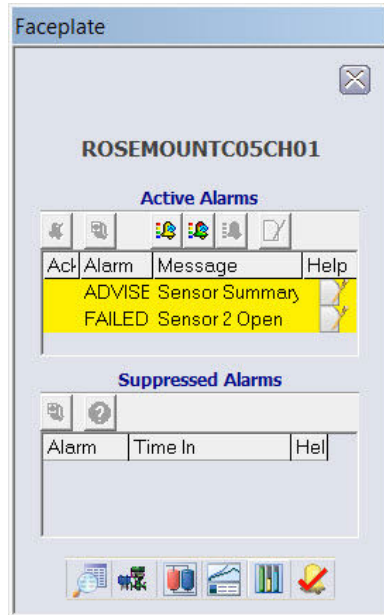 Faceplate
ROSEMOUNTC05CH01
Active Alarms
Ack Alarm Message Help
ADVISE Sensor Summary
FAILED Sensor 2 Open
Suppressed Alarms
Alarm Time In Hel